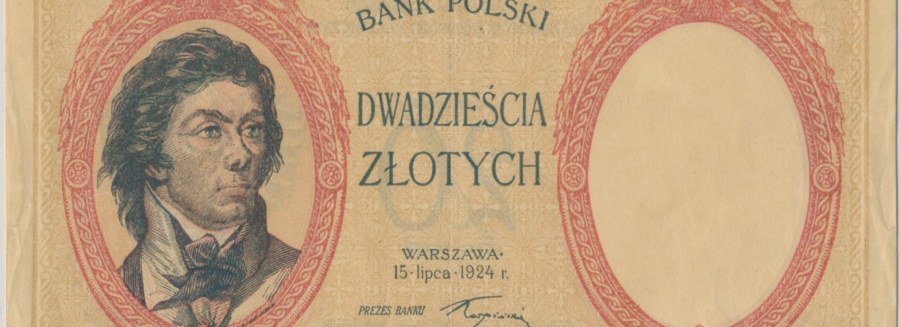 BANK POLSKI
DWADZIEŚCIA
ZŁOTYCH
WARSZAWA·
15·lipca·1924 r.
PREZES BANKU